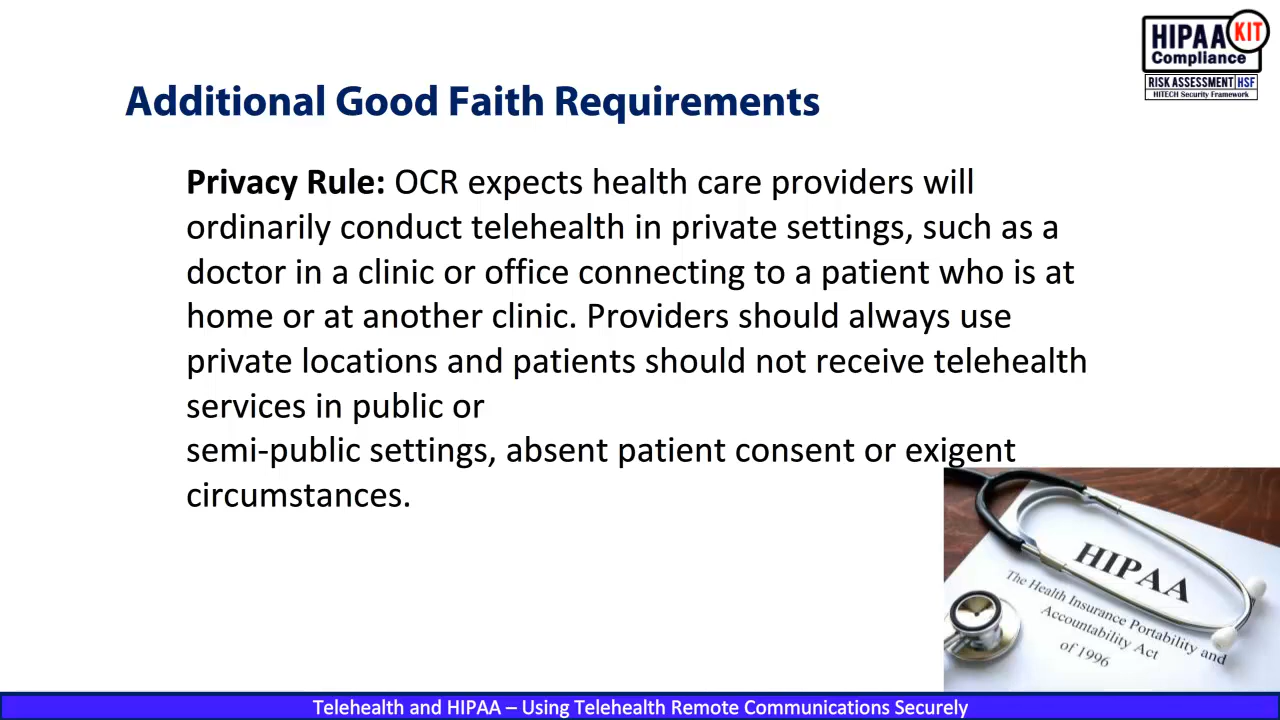 HIPAA KIT
Compliance
RISK ASSESSMENT HSF
HITECH Security Framework
Additional Good Faith Requirements
Privacy Rule: OCR expects health care providers will
ordinarily conduct telehealth in private settings, such as a
doctor in a clinic or office connecting to a patient who is at
home or at another clinic. Providers should always use
private locations and patients should not receive telehealth
services in public or
semi-public settings, absent patient consent or exigent
circumstances.
HIPAA
The Health Insurance Portability and
Accountability Act
of 1996
Telehealth and HIPAA – Using Telehealth Remote Communications Securely